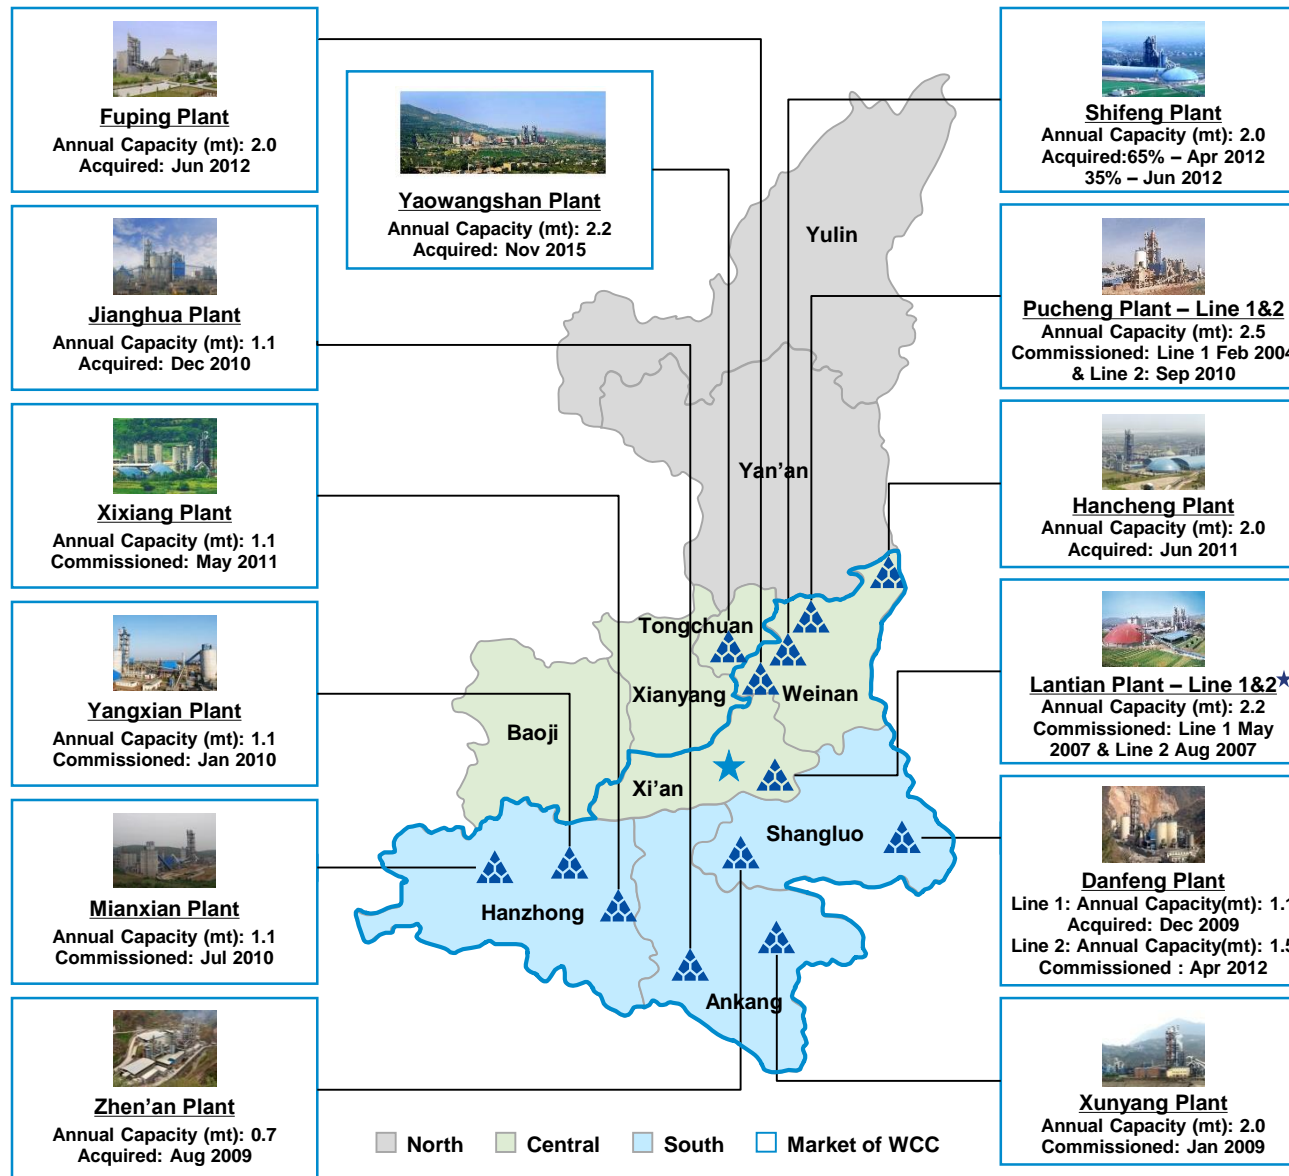 Fuping Plant
Annual Capacity (mt): 2.0
Acquired: Jun 2012
Jianghua Plant
Annual Capacity (mt): 1.1
Acquired: Dec 2010
Xixiang Plant
Annual Capacity (mt): 1.1
Commissioned: May 2011
Yangxian Plant
Annual Capacity (mt): 1.1
Commissioned: Jan 2010
Mianxian Plant
Annual Capacity (mt): 1.1
Commissioned: Jul 2010
Zhen’an Plant
Annual Capacity (mt): 0.7
Acquired: Aug 2009
Yaowangshan Plant
Annual Capacity (mt): 2.2
Acquired: Nov 2015
Yulin
Yan’an
Tongchuan
Xianyang
Weinan
Baoji
Xi’an
Shangluo
Hanzhong
Ankang
North
Central
South
Market of WCC
Shifeng Plant
Annual Capacity (mt): 2.0
Acquired:65% – Apr 2012
35% – Jun 2012
Pucheng Plant – Line 1&2
Annual Capacity (mt): 2.5
Commissioned: Line 1 Feb 2004
& Line 2: Sep 2010
Hancheng Plant
Annual Capacity (mt): 2.0
Acquired: Jun 2011
Lantian Plant – Line 1&2
Annual Capacity (mt): 2.2
Commissioned: Line 1 May
2007 & Line 2 Aug 2007
Danfeng Plant
Line 1: Annual Capacity(mt): 1.1
Acquired: Dec 2009
Line 2: Annual Capacity(mt): 1.5
Commissioned : Apr 2012
Xunyang Plant
Annual Capacity (mt): 2.0
Commissioned: Jan 2009